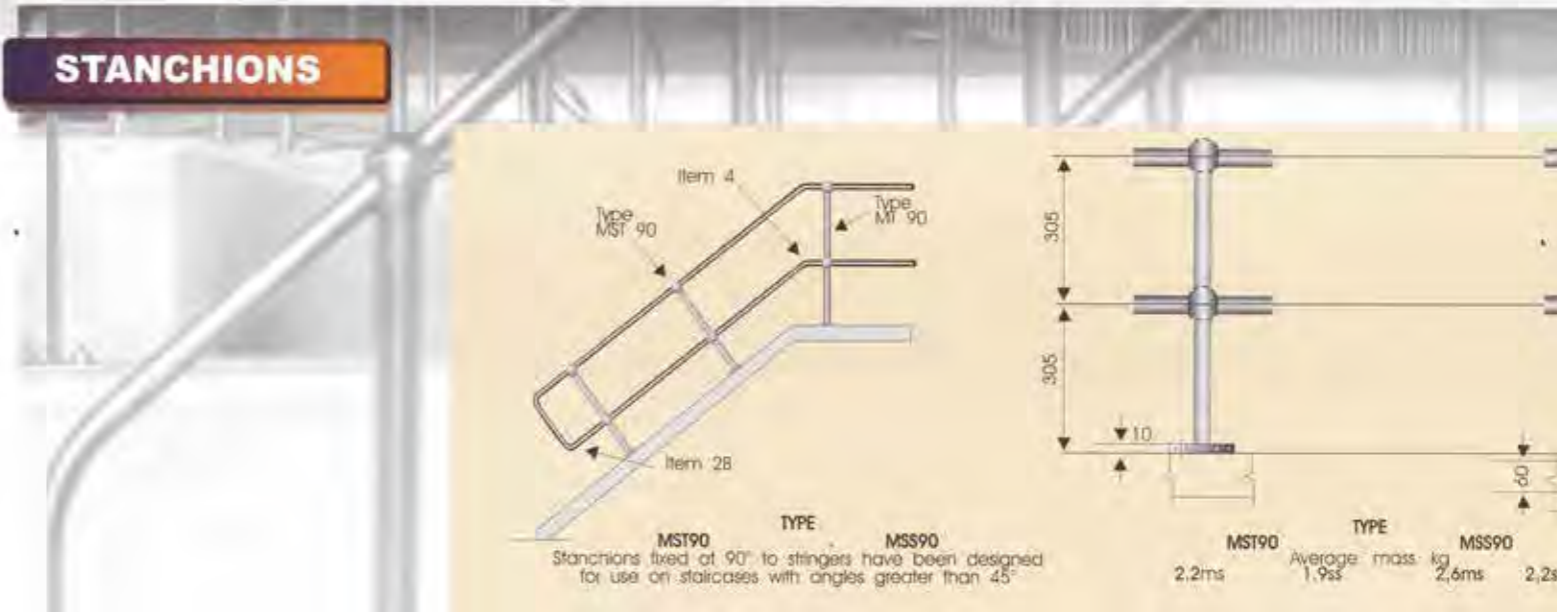 STANCHIONS
Item 4
Type
MST 90
Type
MT 90
Item 28
TYPE
MST90 MSS90
Stanchions fixed at 90° to stringers have been designed
for use on staircases with angles greater than 45°
305
305
10
60
TYPE
MST90 MSS90
Average mass kg
2.2ms 1.9ss 2,6ms 2,2s